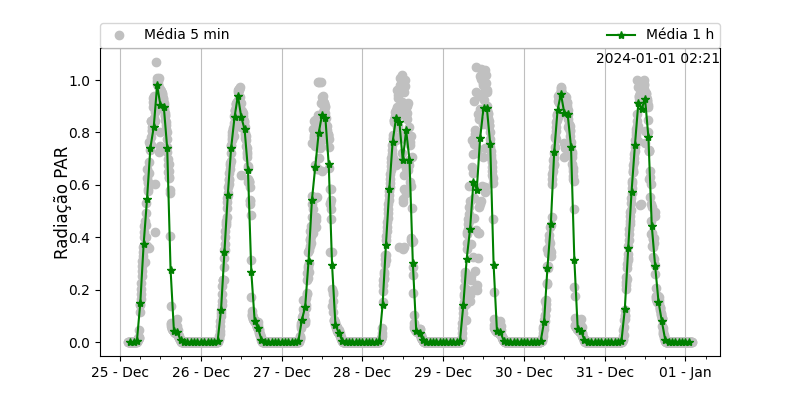 Média 5 min
Média 1 h
2024-01-01 02:21
Radiação PAR
1.0
0.8
0.6
0.4
0.2
0.0
25 - Dec
26 - Dec
27 - Dec
28 - Dec
29 - Dec
30 - Dec
31 - Dec
01 - Jan